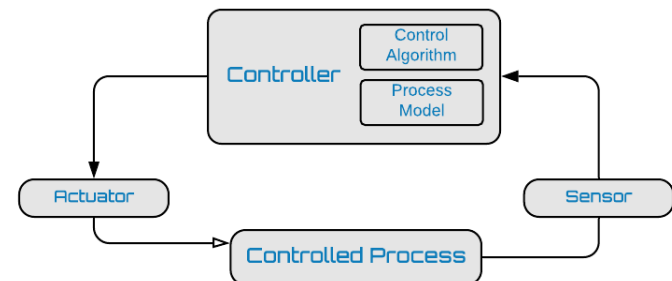 Control
Algorithm
Controller
Process
Model
Actuator
Sensor
Controlled Process